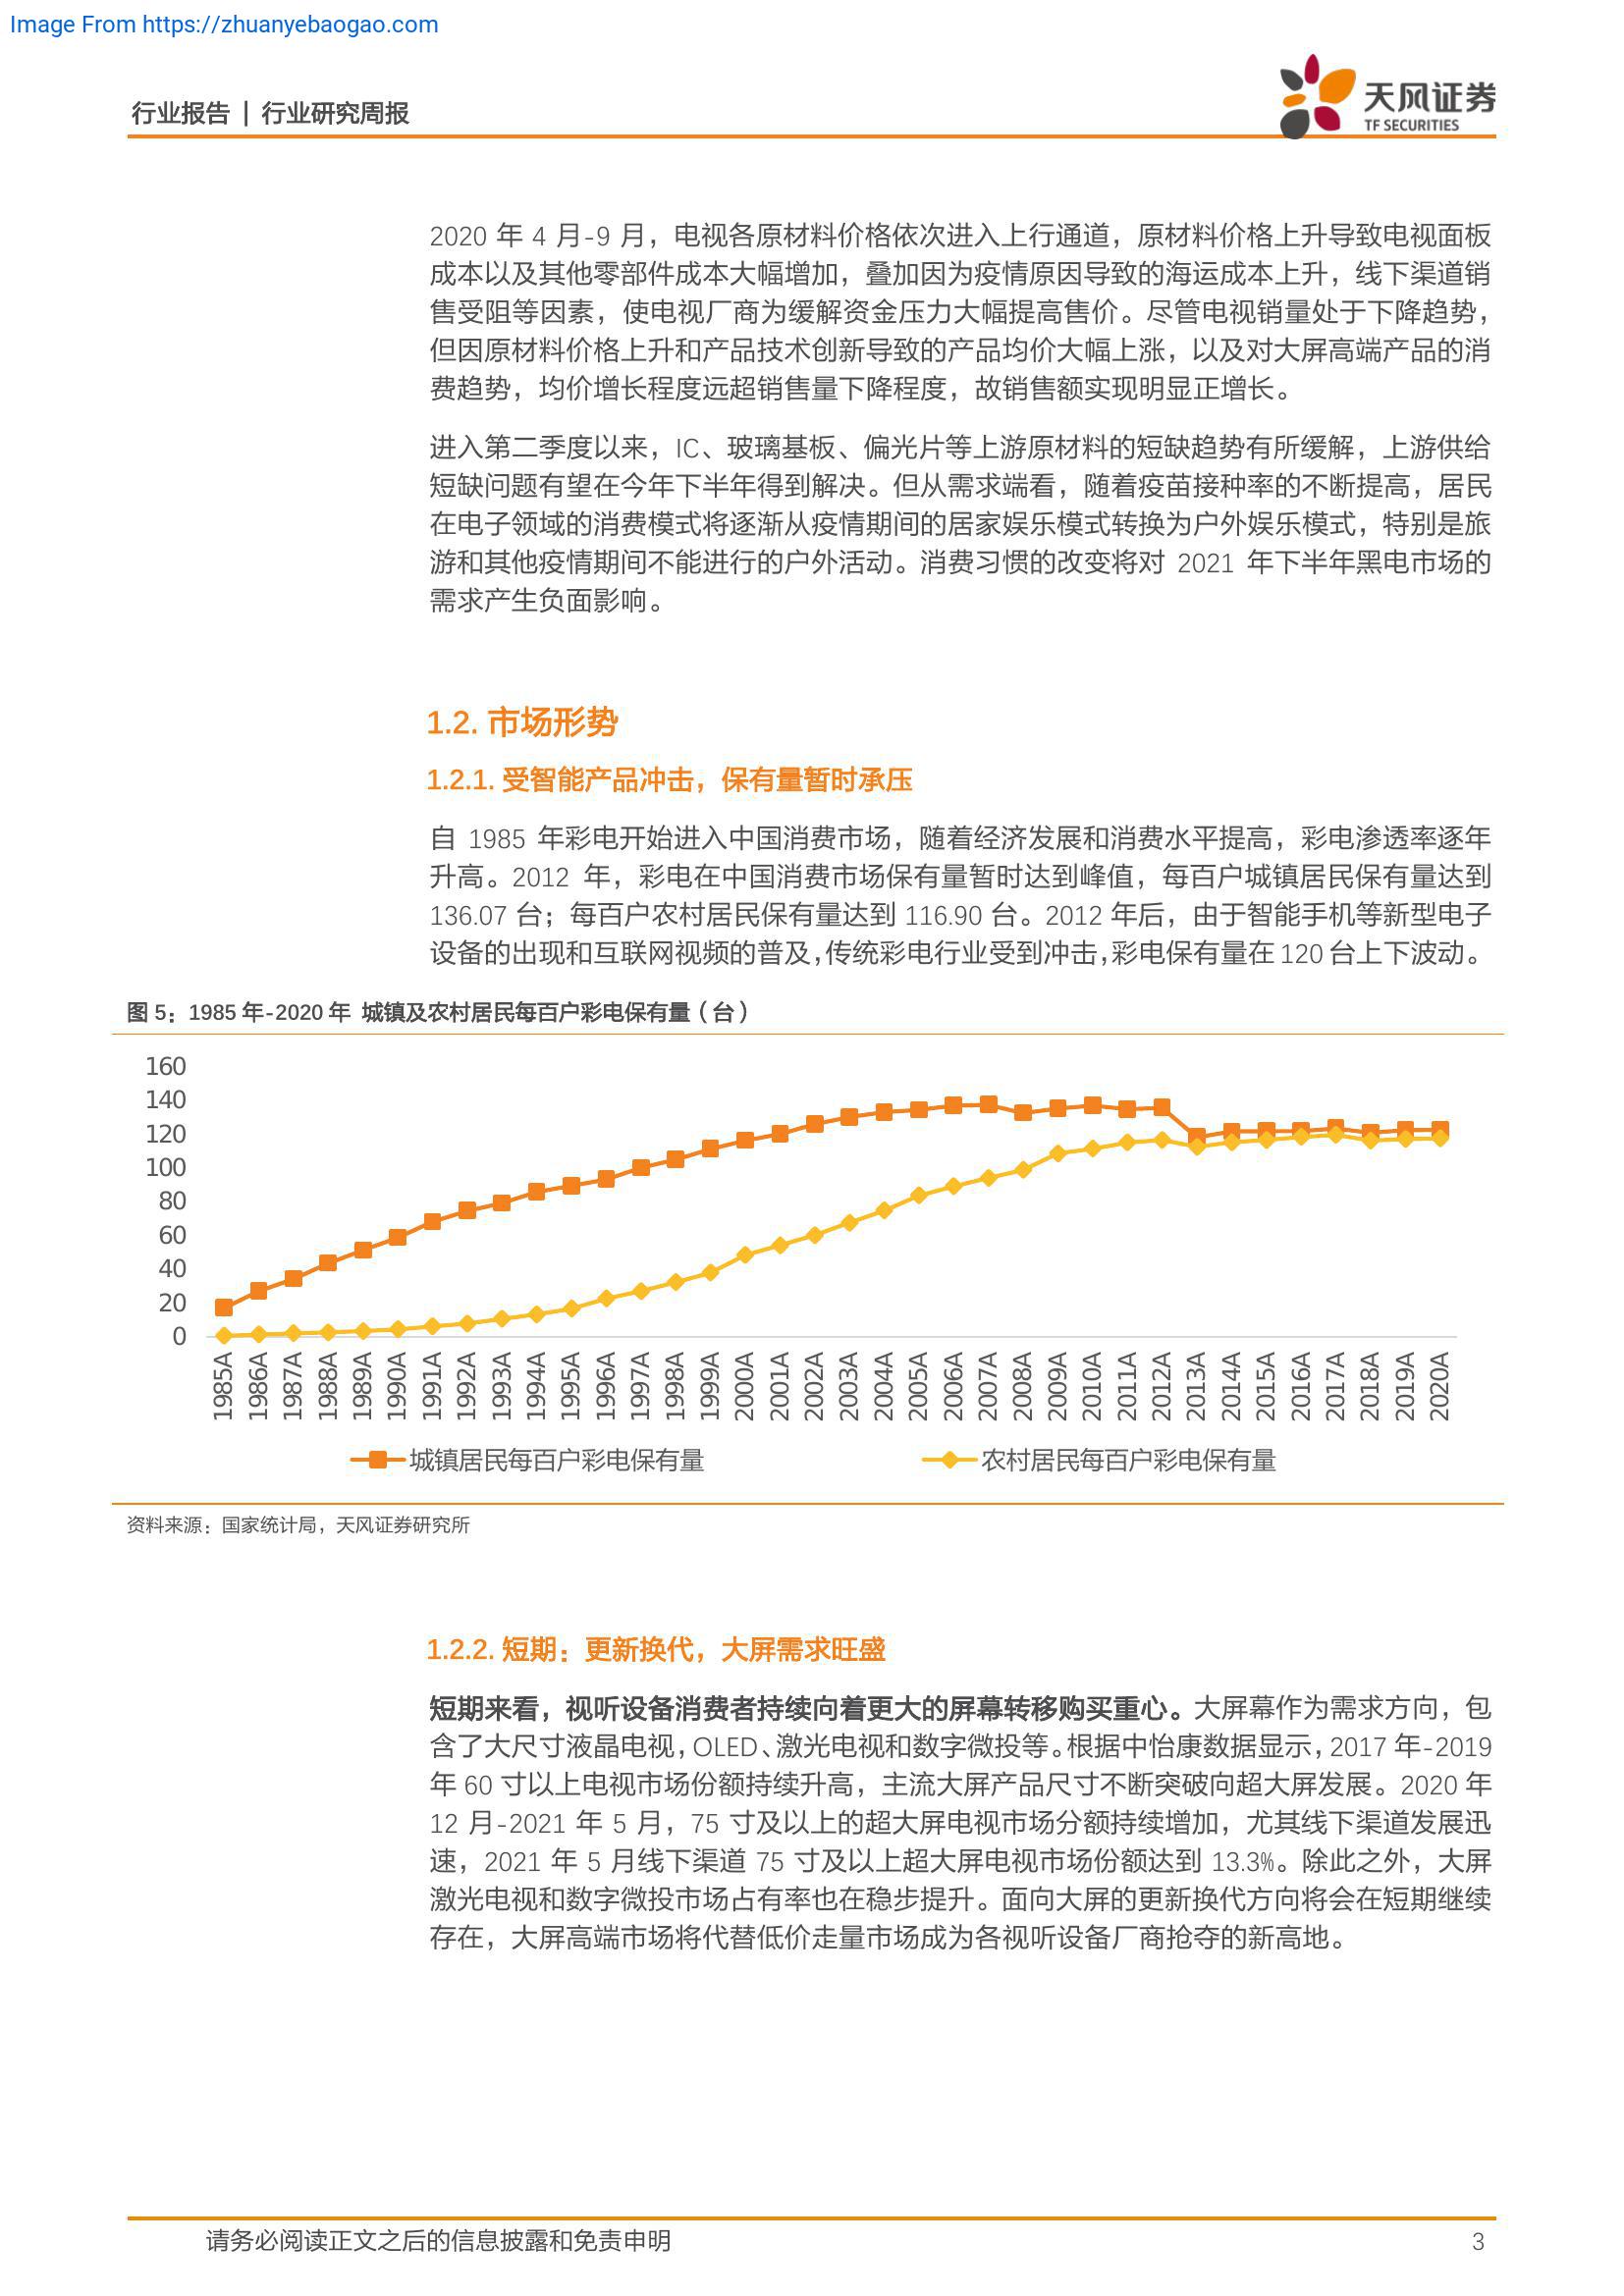 Image From https://zhuanyebaogao.com
行业报告 | 行业研究周报
天风证券
TF SECURITIES
2020 年 4 月-9 月，电视各原材料价格依次进入上行通道，原材料价格上升导致电视面板
成本以及其他零部件成本大幅增加，叠加因为疫情原因导致的海运成本上升，线下渠道销
售受阻等因素，使电视厂商为缓解资金压力大幅提高售价。尽管电视销量处于下降趋势，
但因原材料价格上升和产品技术创新导致的产品均价大幅上涨，以及对大屏高端产品的消
费趋势，均价增长程度远超销售量下降程度，故销售额实现明显正增长。
进入第二季度以来，IC、玻璃基板、偏光片等上游原材料的短缺趋势有所缓解，上游供给
短缺问题有望在今年下半年得到解决。但从需求端看，随着疫苗接种率的不断提高，居民
在电子领域的消费模式将逐渐从疫情期间的居家娱乐模式转换为户外娱乐模式，特别是旅
游和其他疫情期间不能进行的户外活动。消费习惯的改变将对 2021 年下半年黑电市场的
需求产生负面影响。
1.2. 市场形势
1.2.1. 受智能产品冲击，保有量暂时承压
自 1985 年彩电开始进入中国消费市场，随着经济发展和消费水平提高，彩电渗透率逐年
升高。2012 年，彩电在中国消费市场保有量暂时达到峰值，每百户城镇居民保有量达到
136.07 台；每百户农村居民保有量达到 116.90 台。2012 年后，由于智能手机等新型电子
设备的出现和互联网视频的普及，传统彩电行业受到冲击，彩电保有量在 120 台上下波动。
图 5：1985 年-2020 年 城镇及农村居民每百户彩电保有量（台）
160
140
120
100
80
60
40
20
0
1985A 1986A 1987A 1988A 1989A 1990A 1991A 1992A 1993A 1994A 1995A 1996A 1997A 1998A 1999A 2000A 2001A 2002A 2003A 2004A 2005A 2006A 2007A 2008A 2009A 2010A 2011A 2012A 2013A 2014A 2015A 2016A 2017A 2018A 2019A 2020A
城镇居民每百户彩电保有量 农村居民每百户彩电保有量
资料来源：国家统计局，天风证券研究所
1.2.2. 短期：更新换代，大屏需求旺盛
短期来看，视听设备消费者持续向着更大的屏幕转移购买重心。大屏幕作为需求方向，包
含了大尺寸液晶电视，OLED、激光电视和数字微投等。根据中怡康数据显示，2017 年-2019
年 60 寸以上电视市场份额持续升高，主流大屏产品尺寸不断突破向超大屏发展。2020 年
12 月-2021 年 5 月，75 寸及以上的超大屏电视市场分额持续增加，尤其线下渠道发展迅
速，2021 年 5 月线下渠道 75 寸及以上超大屏电视市场份额达到 13.3%。除此之外，大屏
激光电视和数字微投市场占有率也在稳步提升。面向大屏的更新换代方向将会在短期继续
存在，大屏高端市场将代替低价走量市场成为各视听设备厂商抢夺的新高地。
请务必阅读正文之后的信息披露和免责申明
3